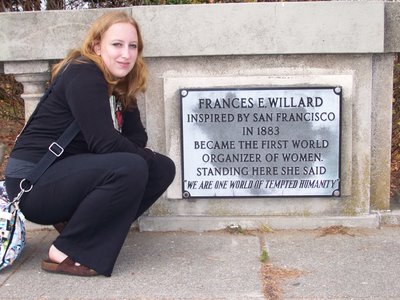 FRANCES E. WILLARD
INSPIRED BY SAN FRANCISCO
IN 1883
BECAME THE FIRST WORLD
ORGANIZER OF WOMEN.
STANDING HERE SHE SAID
"WE ARE ONE WORLD OF TEMPTED HUMANITY"